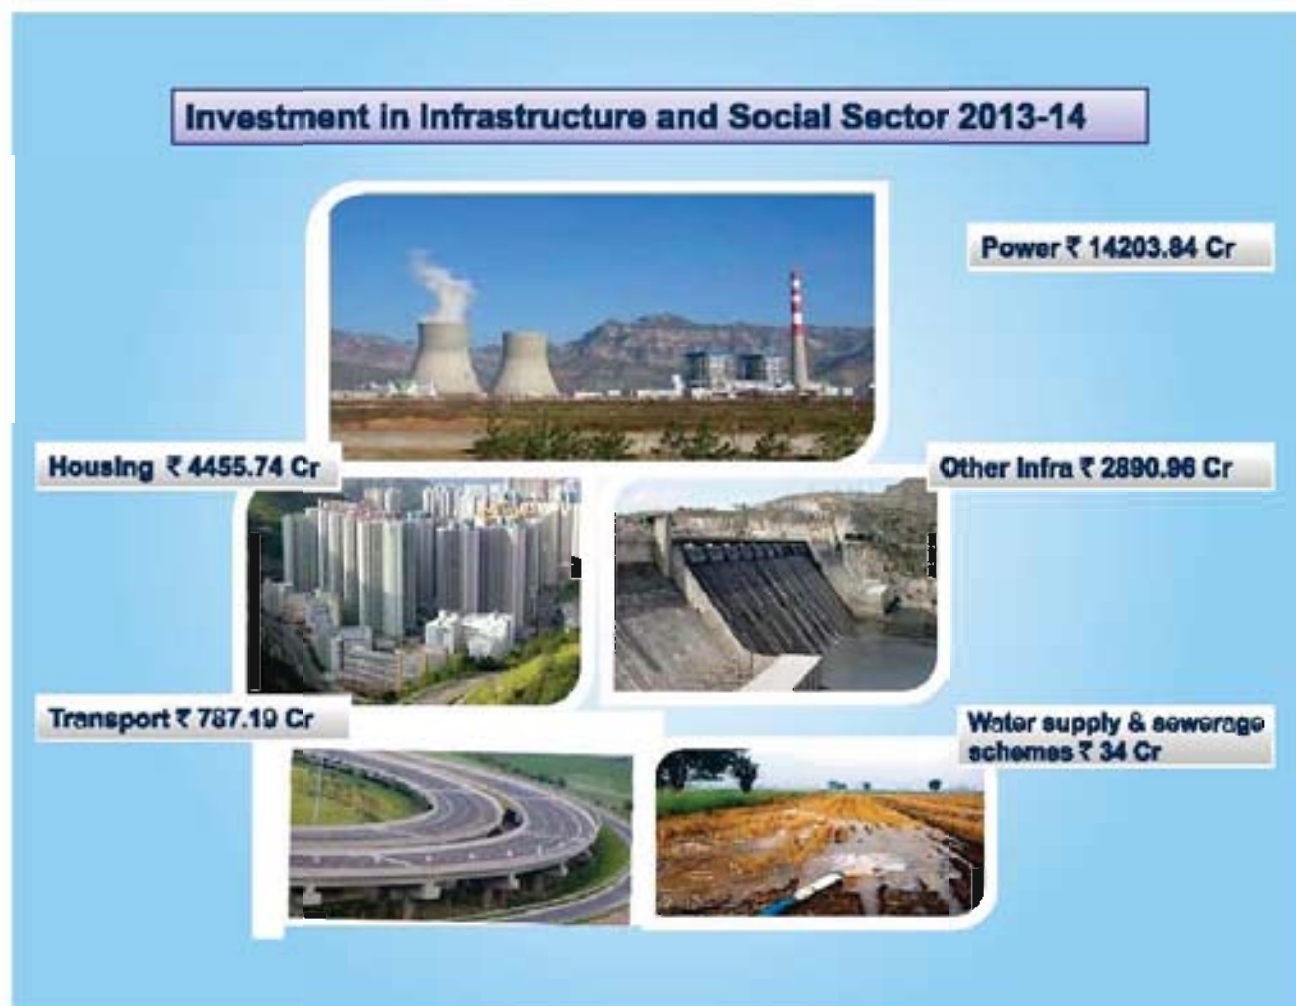 Investment in Infrastructure and Social Sector 2013-14
Power ₹ 14203.84 Cr
Housing ₹ 4455.74 Cr
Other Infra ₹ 2890.96 Cr
Transport ₹ 787.19 Cr
Water supply & sewerage
schemes ₹ 34 Cr